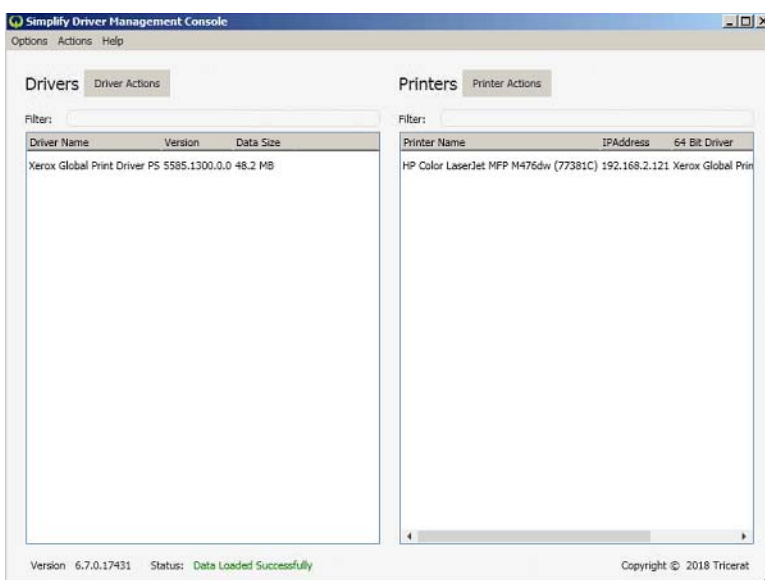 Simplify Driver Management Console
Options Actions Help
Drivers Driver Actions
Filter:
Driver Name Version Data Size
Xerox Global Print Driver PS 5585.1300.0.0 48.2 MB
Printers Printer Actions
Filter:
Printer Name IPAddress 64 Bit Driver
HP Color LaserJet MFP M476dw (77381C) 192.168.2.121 Xerox Global Prin
Version 6.7.0.17431 Status: Data Loaded Successfully
Copyright © 2018 Tricerat